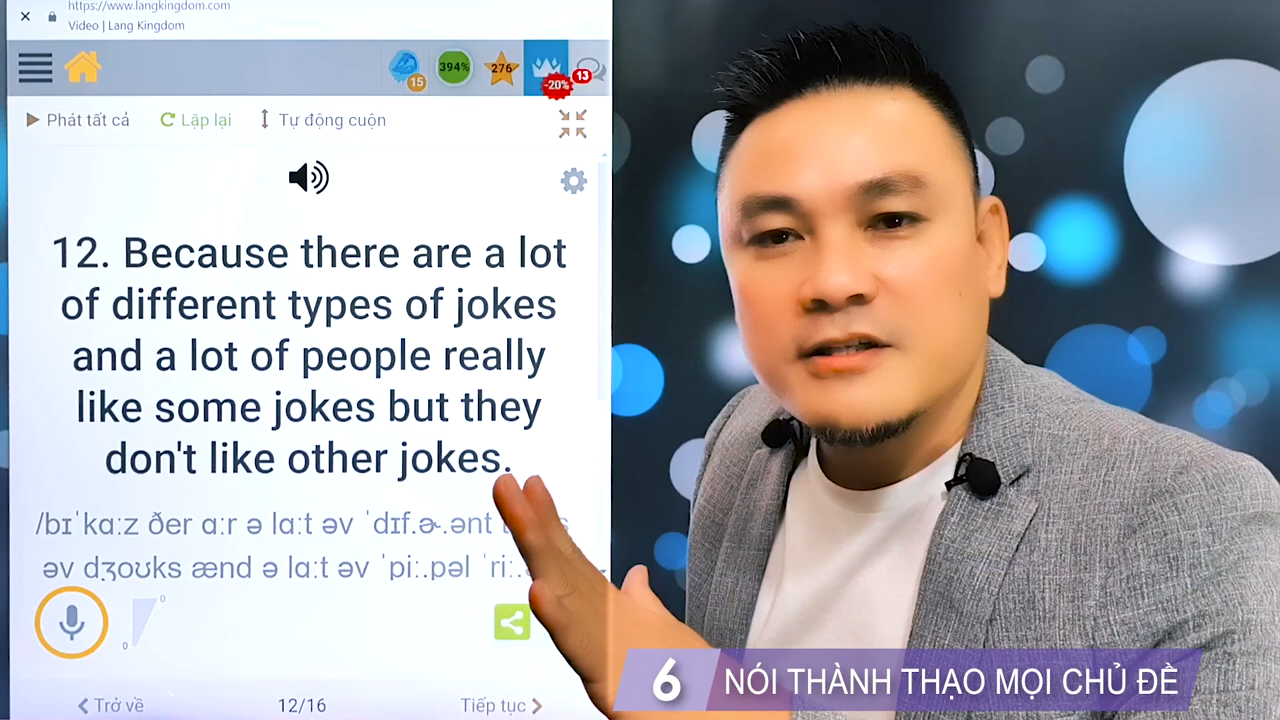 https://www.langkingdom.com
Video | Lang Kingdom
15
394%
276
-20%
13
Phát tất cả
Lặp lại
Tự động cuộn
12. Because there are a lot
of different types of jokes
and a lot of people really
like some jokes but they
don't like other jokes.
/bɪˈkɑːz ðer ɑːr ə lɑːt əv ˈdɪf.ɚ.ənt
əv dʒoʊks ænd ə lɑːt əv ˈpiː.pəl
0
0
Trở về
12/16
Tiếp tục
6 NÓI THÀNH THẠO MỌI CHỦ ĐỀ